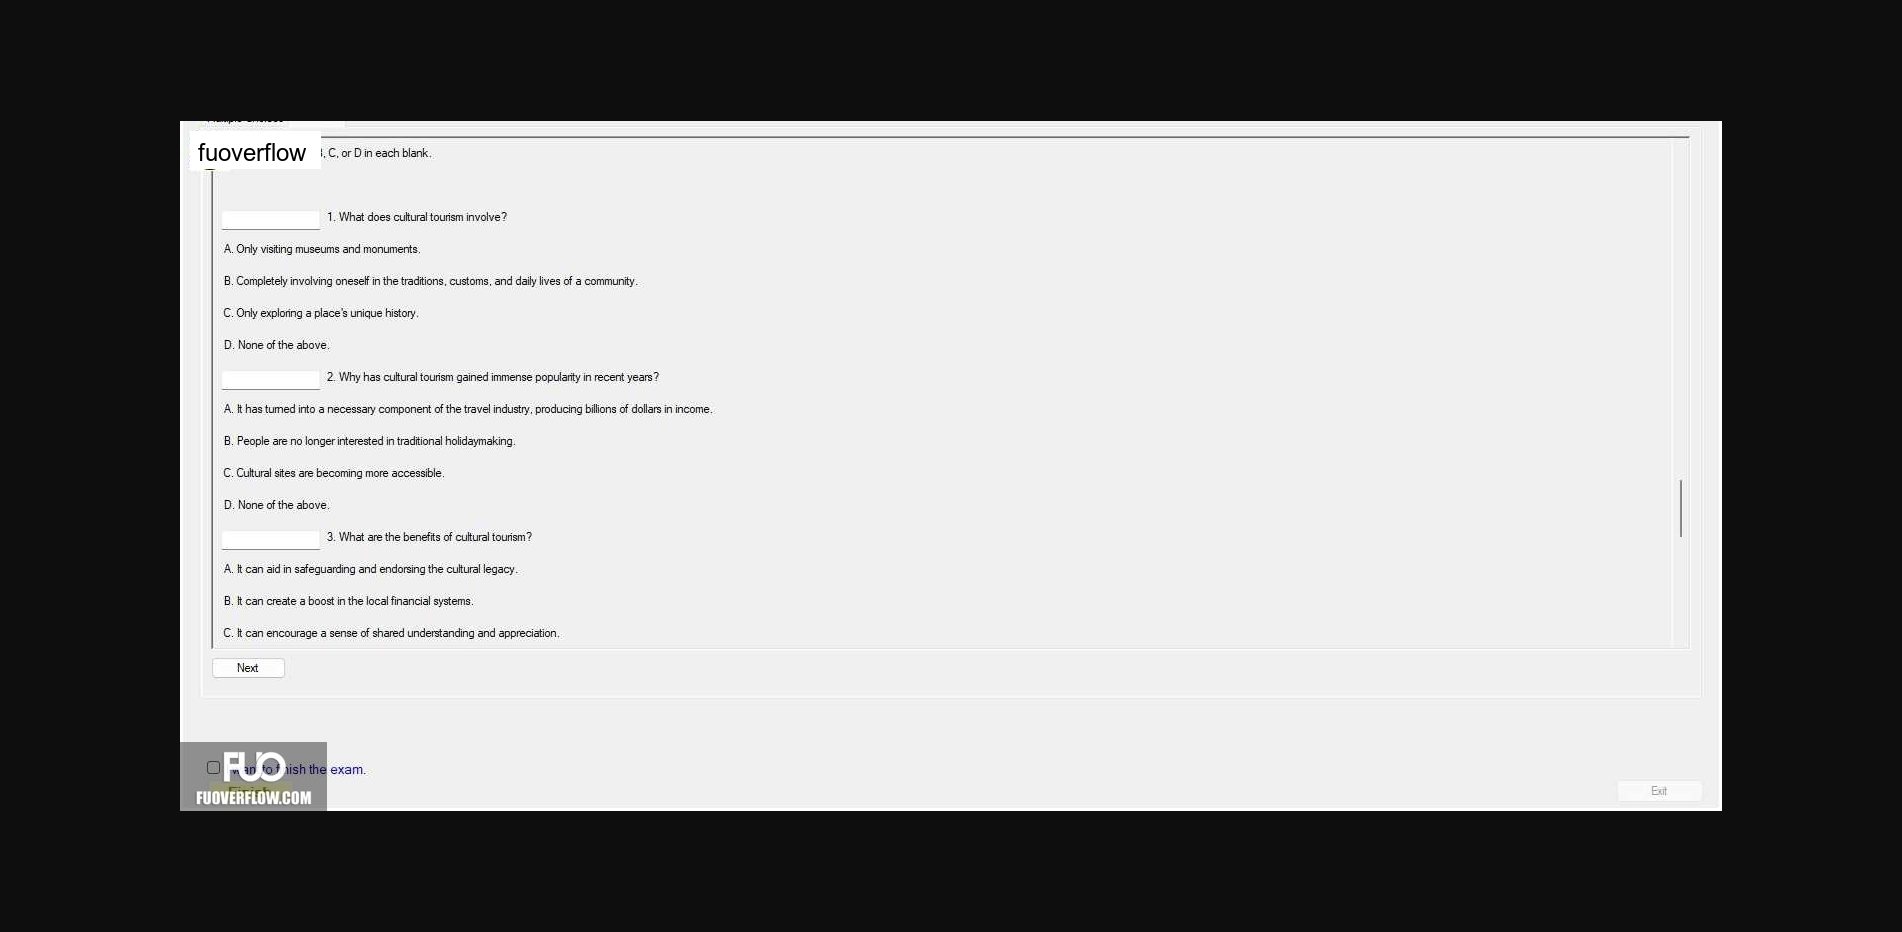 fuoverflow
, C, or D in each blank.
1. What does cultural tourism involve?
A. Only visiting museums and monuments.
B. Completely involving oneself in the traditions, customs, and daily lives of a community.
C. Only exploring a place's unique history.
D. None of the above.
2. Why has cultural tourism gained immense popularity in recent years?
A. It has turned into a necessary component of the travel industry, producing billions of dollars in income.
B. People are no longer interested in traditional holidaymaking.
C. Cultural sites are becoming more accessible.
D. None of the above.
3. What are the benefits of cultural tourism?
A. It can aid in safeguarding and endorsing the cultural legacy.
B. It can create a boost in the local financial systems.
C. It can encourage a sense of shared understanding and appreciation.
Next
FUO
want to finish the exam.
Finish
FUOVERFLOW.COM
Exit